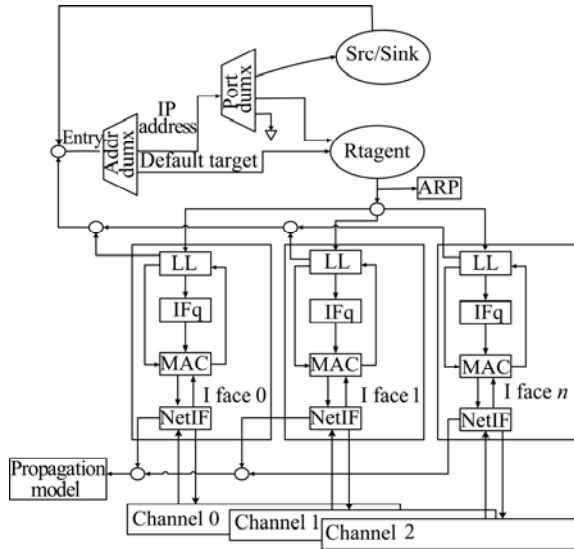 Src/Sink
Port
dumx
IP
address
Entry
Addr
dumx
Default target
Rtagent
ARP
LL
LL
LL
IFq
IFq
IFq
MAC
MAC
MAC
I face 0
I face 1
I face n
NetIF
NetIF
NetIF
Propagation
model
Channel 0
Channel 1
Channel 2